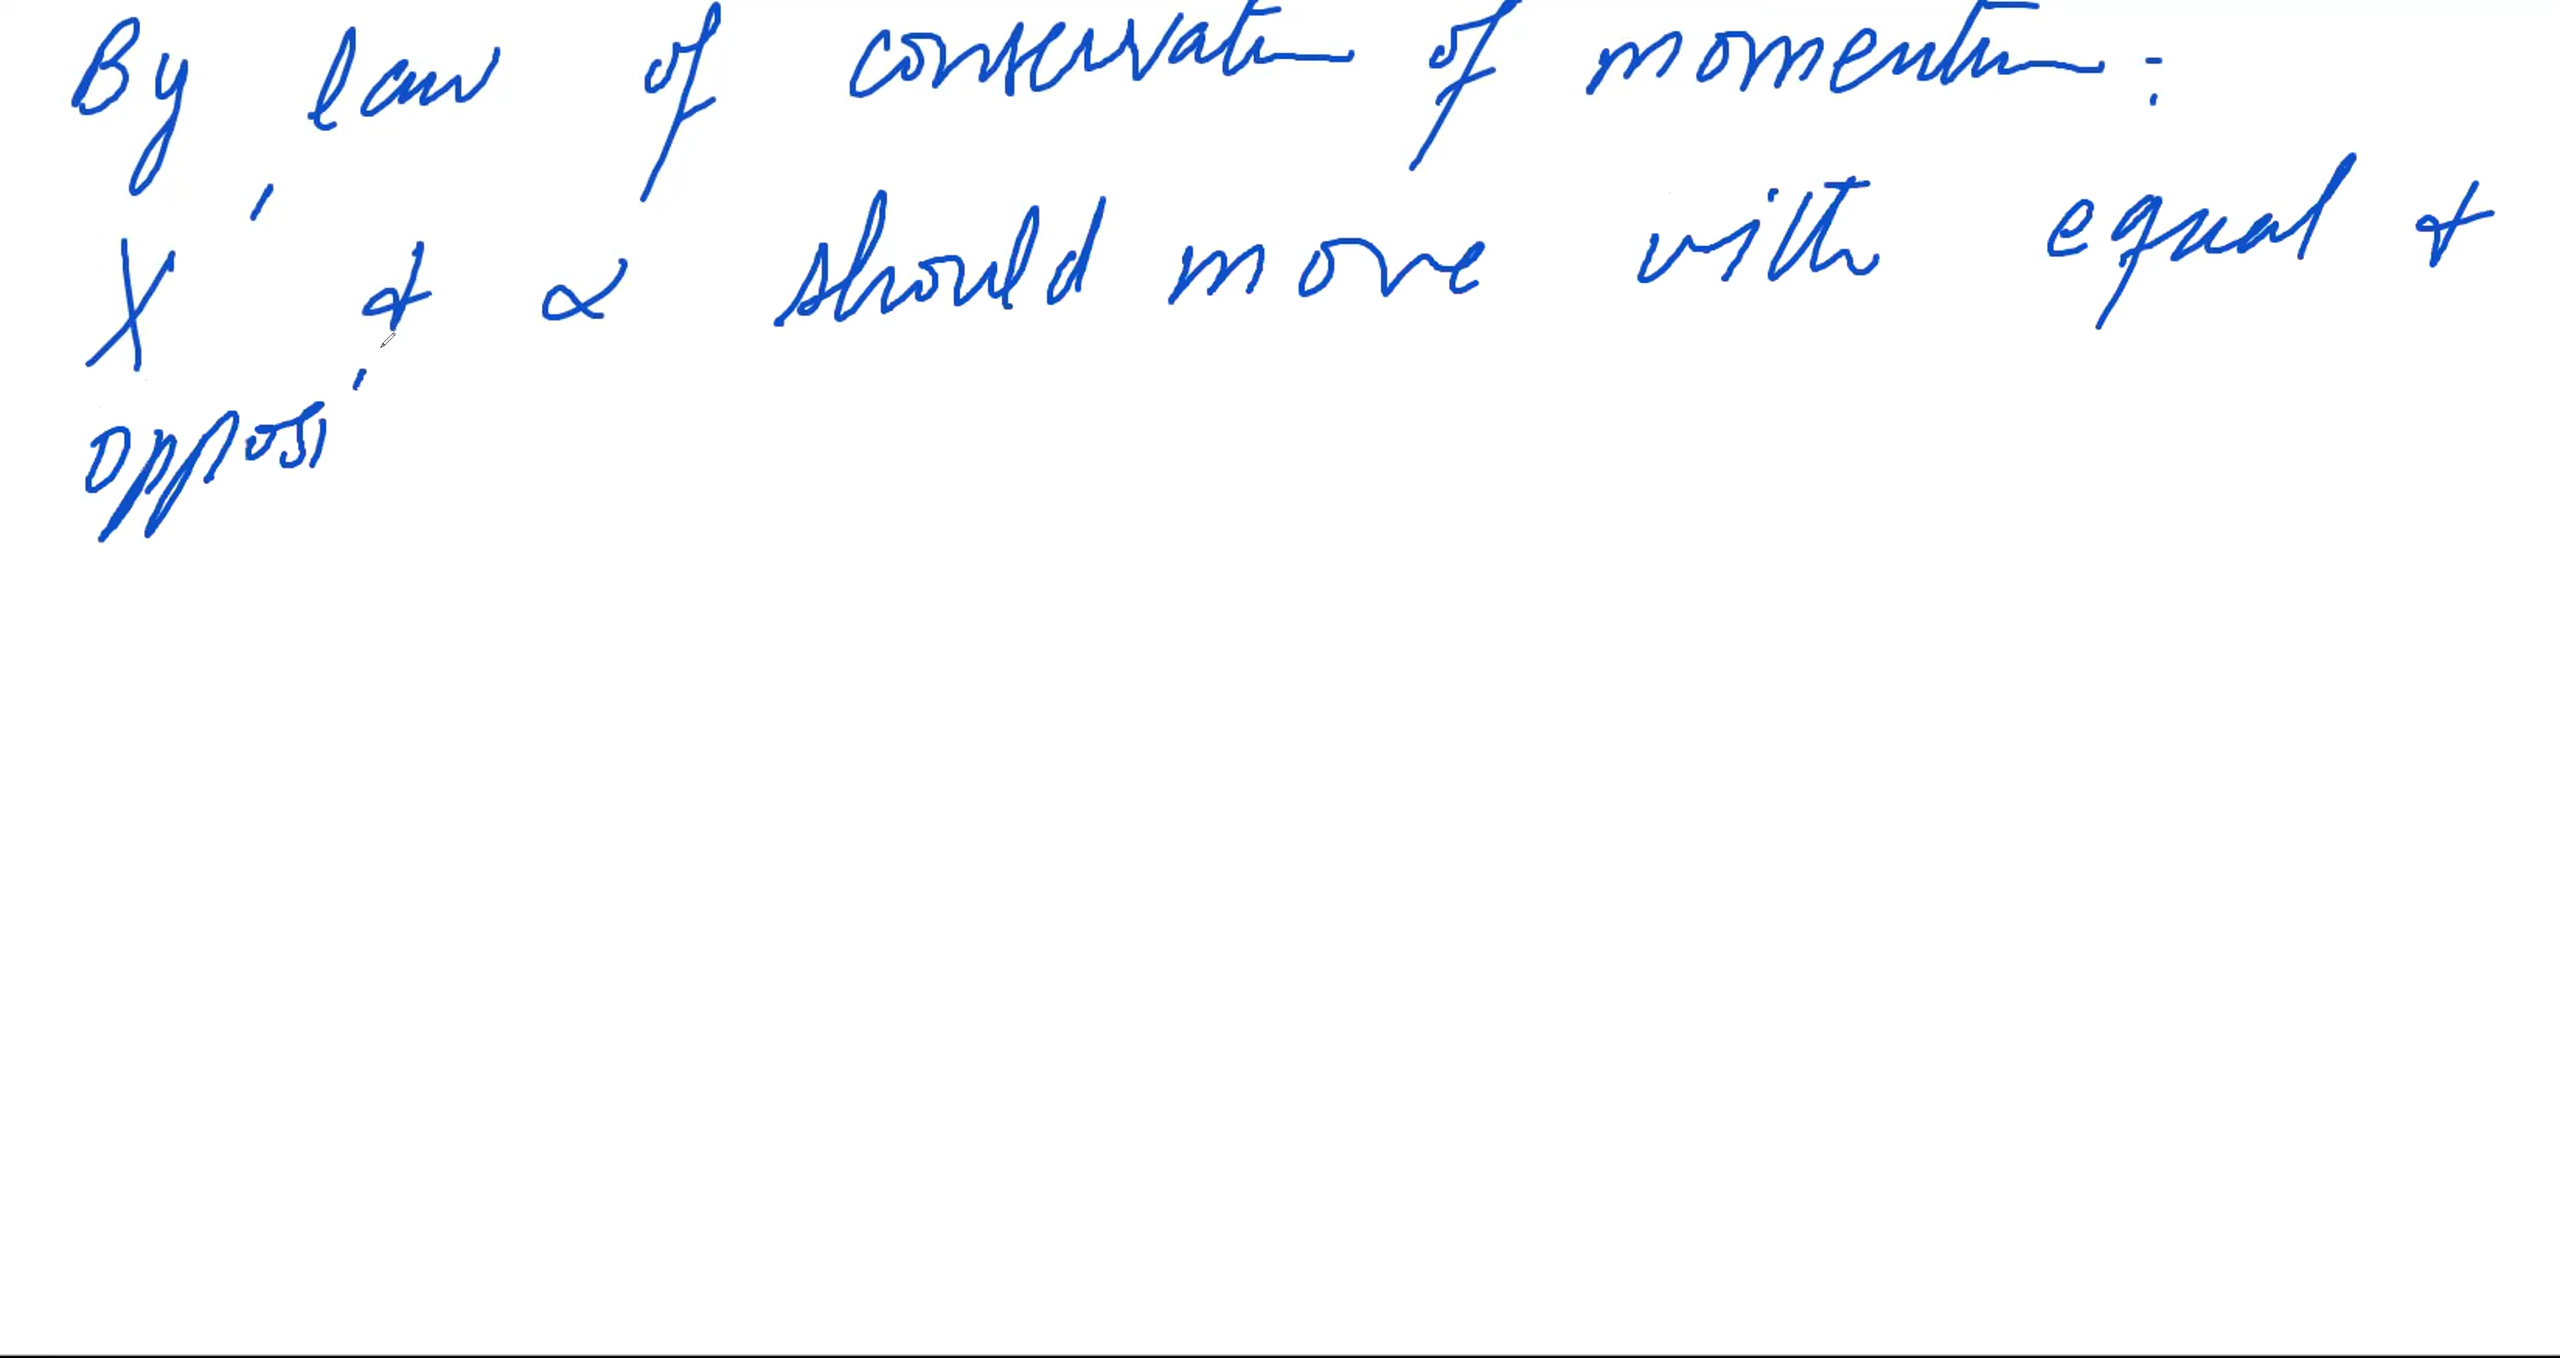 By law of conservation of momentum :
X' & α should move with equal &
opposi